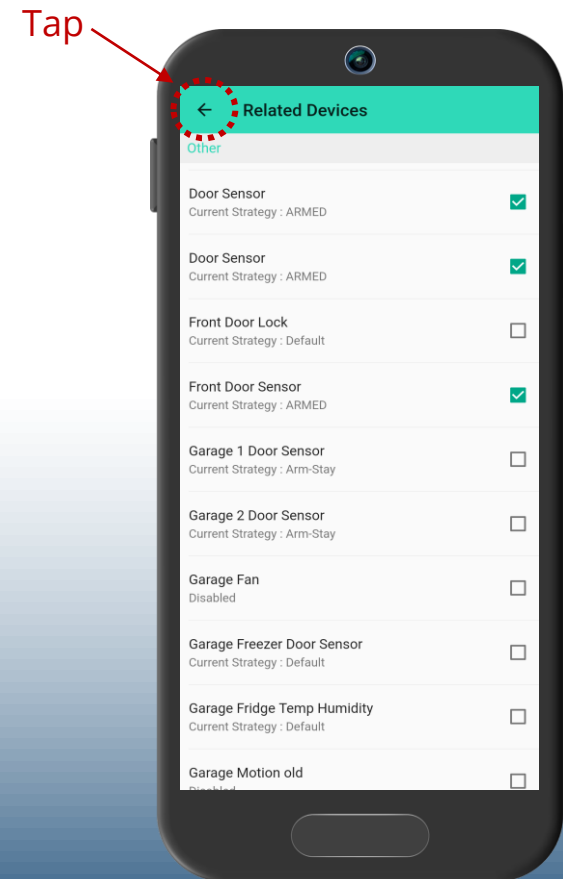 Tap
Related Devices
Other
Door Sensor
Current Strategy : ARMED
Door Sensor
Current Strategy : ARMED
Front Door Lock
Current Strategy : Default
Front Door Sensor
Current Strategy : ARMED
Garage 1 Door Sensor
Current Strategy : Arm-Stay
Garage 2 Door Sensor
Current Strategy : Arm-Stay
Garage Fan
Disabled
Garage Freezer Door Sensor
Current Strategy : Default
Garage Fridge Temp Humidity
Current Strategy : Default
Garage Motion old
Disabled